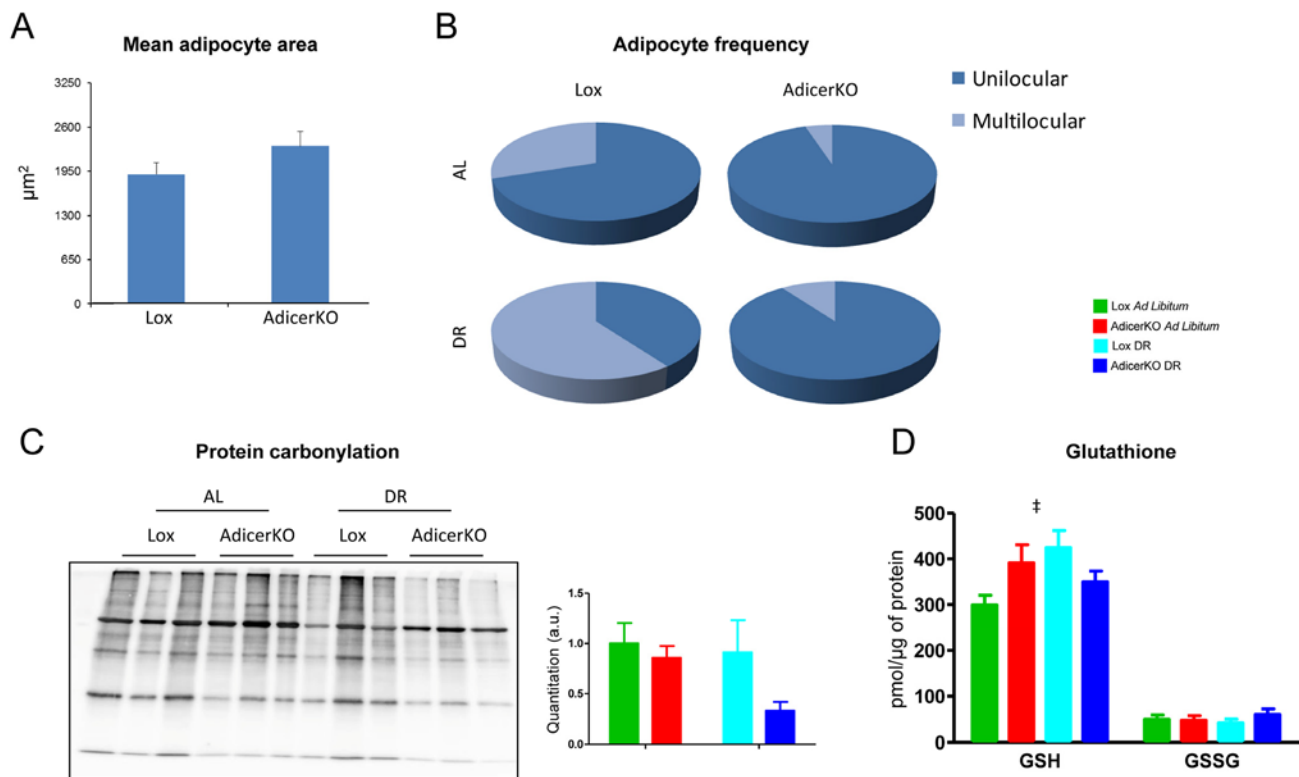 A
Mean adipocyte area
3250
2600
1950
1300
650
0
µm²
Lox
AdicerKO
B
Adipocyte frequency
Lox
AdicerKO
AL
DR
Unilocular
Multilocular
Lox Ad Libitum
AdicerKO Ad Libitum
Lox DR
AdicerKO DR
C
Protein carbonylation
AL
DR
Lox
AdicerKO
Lox
AdicerKO
Quantitation (a.u.)
1.5
1.0
0.5
0.0
D
Glutathione
‡
pmol/µg of protein
500
400
300
200
100
0
GSH
GSSG